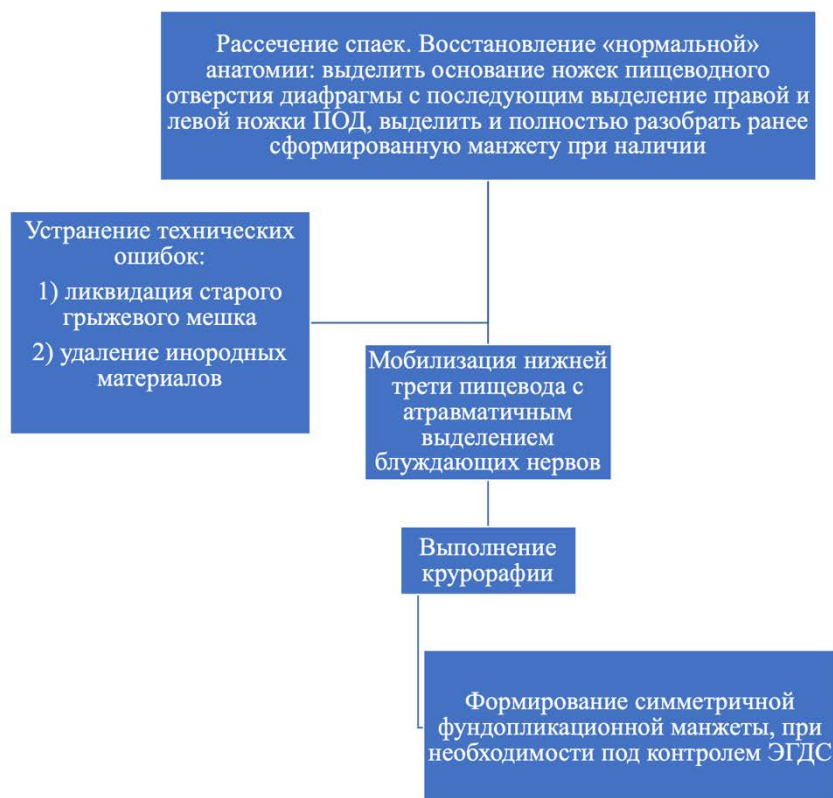 Рассечение спаек. Восстановление «нормальной»
анатомии: выделить основание ножек пищеводного
отверстия диафрагмы с последующим выделение правой и
левой ножки ПОД, выделить и полностью разобрать ранее
сформированную манжету при наличии
Устранение технических
ошибок:
1) ликвидация старого
грыжевого мешка
2) удаление инородных
материалов
Мобилизация нижней
трети пищевода с
атравматичным
выделением
блуждающих нервов
Выполнение
крурорафии
Формирование симметричной
фундопликационной манжеты, при
необходимости под контролем ЭГДС